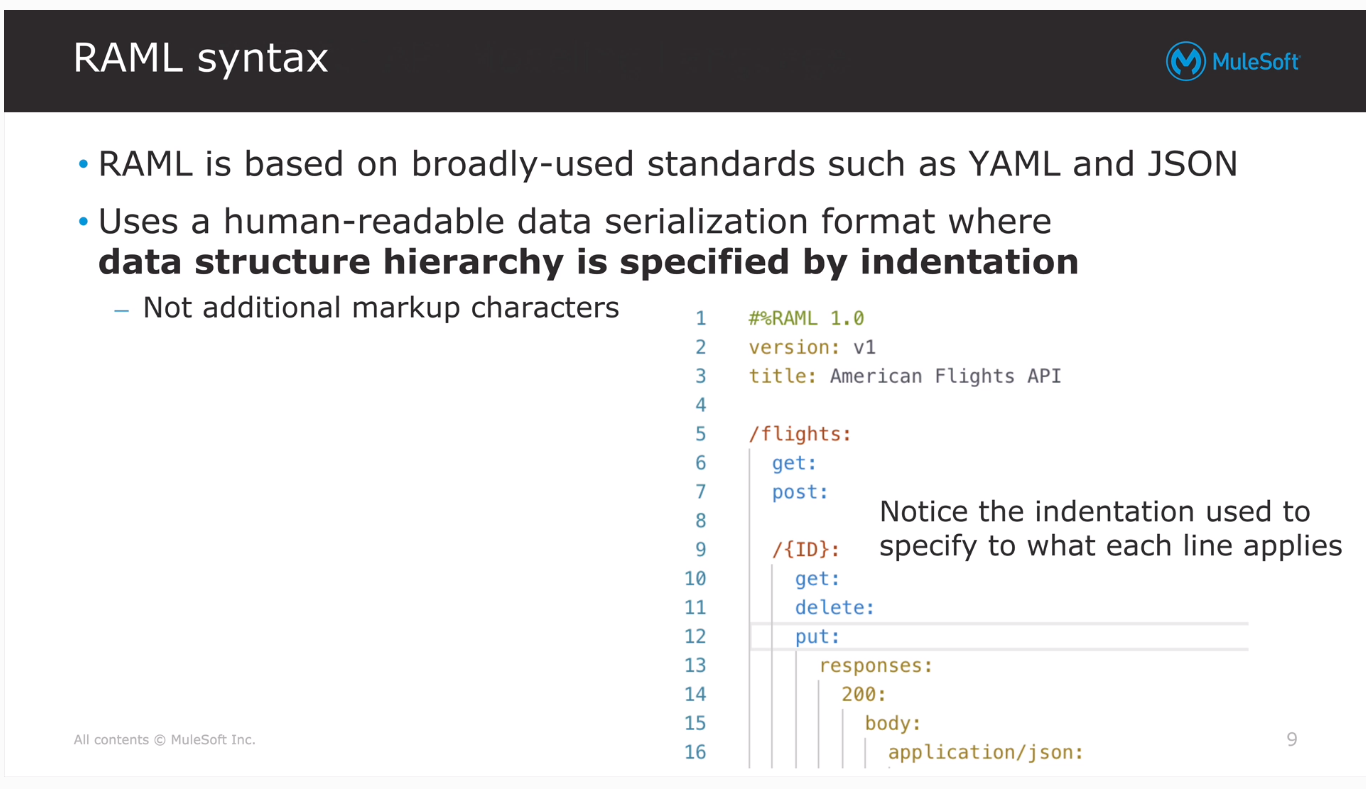 RAML syntax
MuleSoft
• RAML is based on broadly-used standards such as YAML and JSON
• Uses a human-readable data serialization format where
data structure hierarchy is specified by indentation
– Not additional markup characters
1 #%RAML 1.0
2 version: v1
3 title: American Flights API
4
5 /flights:
6 get:
7 post:
8
9 /{ID}:
10 get:
11 delete:
12 put:
13 responses:
14 200:
15 body:
16 application/json:
Notice the indentation used to
specify to what each line applies
All contents © MuleSoft Inc.
9